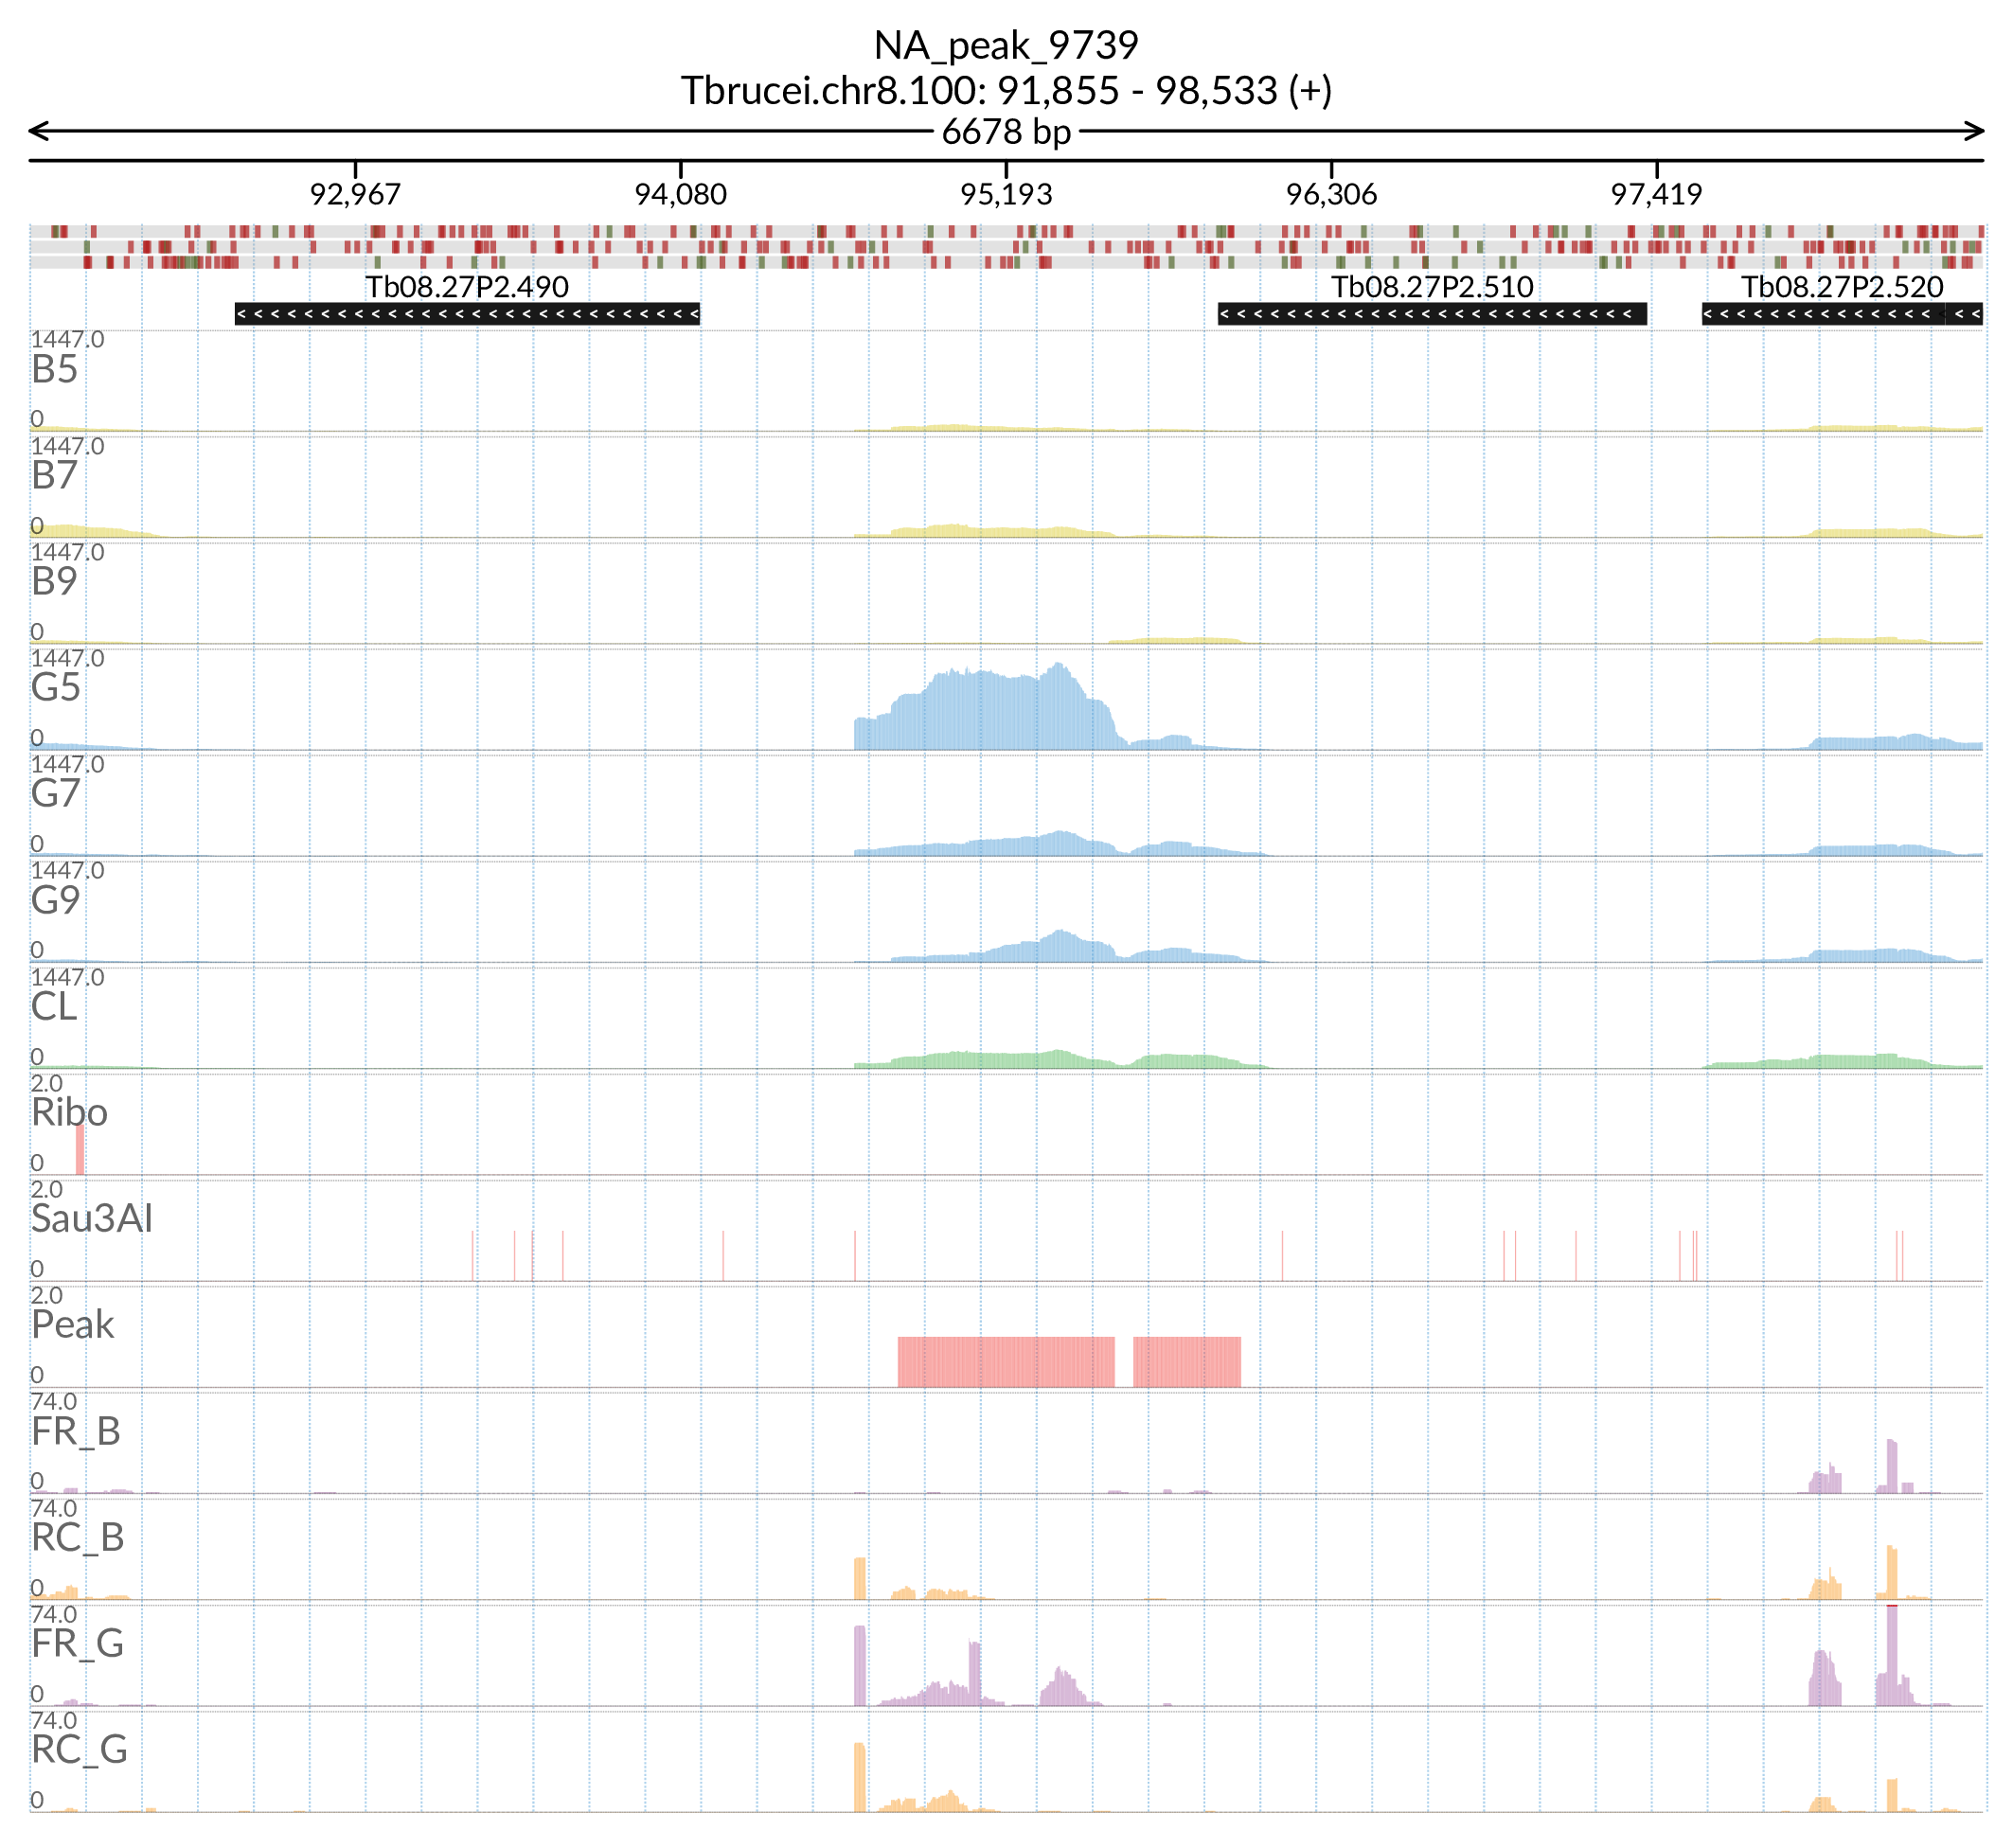 NA_peak_9739
Tbrucei.chr8.100: 91,855 - 98,533 (+)
6678 bp
92,967 94,080 95,193 96,306 97,419
Tb08.27P2.490 Tb08.27P2.510 Tb08.27P2.520
1447.0
B5
0
1447.0
B7
0
1447.0
B9
0
1447.0
G5
0
1447.0
G7
0
1447.0
G9
0
1447.0
CL
0
2.0
Ribo
0
2.0
Sau3AI
0
2.0
Peak
0
74.0
FR_B
0
74.0
RC_B
0
74.0
FR_G
0
74.0
RC_G
0